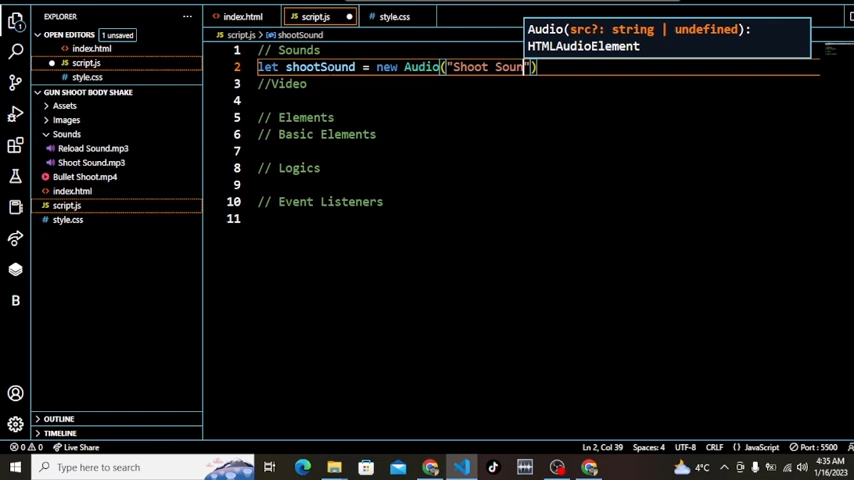 EXPLORER
OPEN EDITORS 1 unsaved
index.html
JS script.js
# style.css
GUN SHOOT BODY SHAKE
Assets
Images
Sounds
Reload Sound.mp3
Shoot Sound.mp3
Bullet Shoot.mp4
index.html
JS script.js
# style.css
OUTLINE
TIMELINE
index.html
JS script.js
# style.css
JS script.js > shootSound
Audio(src?: string | undefined):
HTMLAudioElement
1 // Sounds
2 let shootSound = new Audio("Shoot Soun")
3 //Video
4
5 // Elements
6 // Basic Elements
7
8 // Logics
9
10 // Event Listeners
11
B
0 0 Live Share
Ln 2, Col 39 Spaces: 4 UTF-8 CRLF {} JavaScript Port : 5500
Type here to search
4°C
4:35 AM
1/16/2023